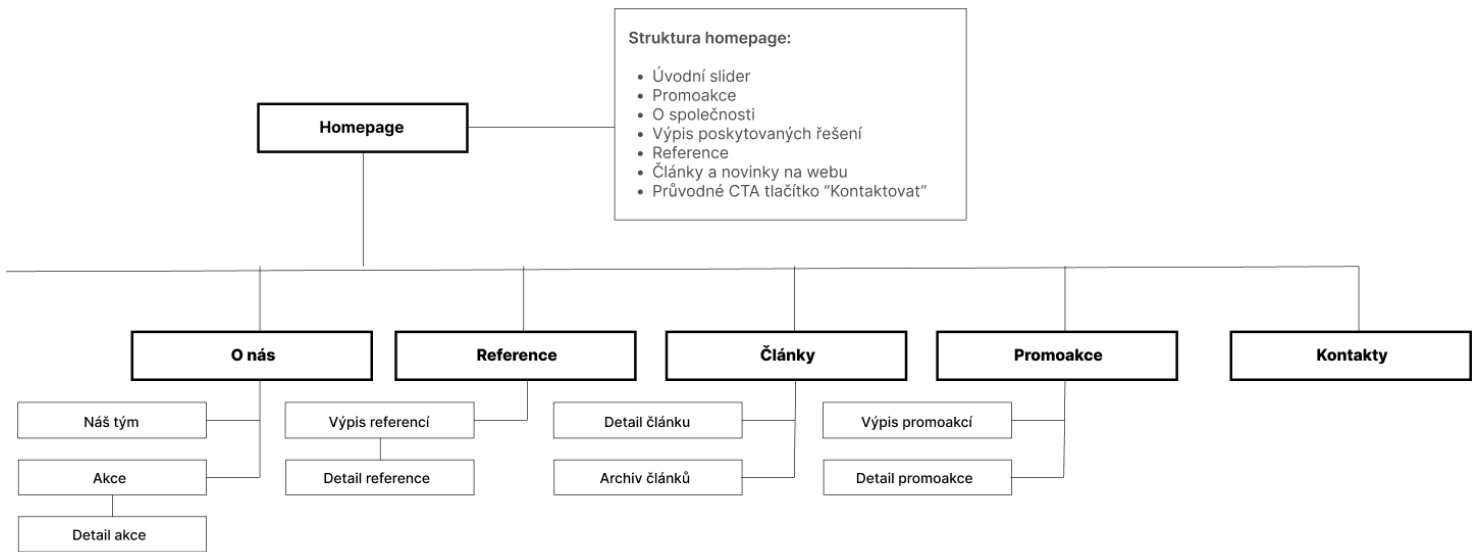 Struktura homepage:
• Úvodní slider
• Promoakce
• O společnosti
• Výpis poskytovaných řešení
• Reference
• Články a novinky na webu
• Průvodné CTA tlačítko “Kontaktovat”
Homepage
O nás
Reference
Články
Promoakce
Kontakty
Náš tým
Výpis referencí
Detail článku
Výpis promoakcí
Akce
Detail reference
Archiv článků
Detail promoakce
Detail akce